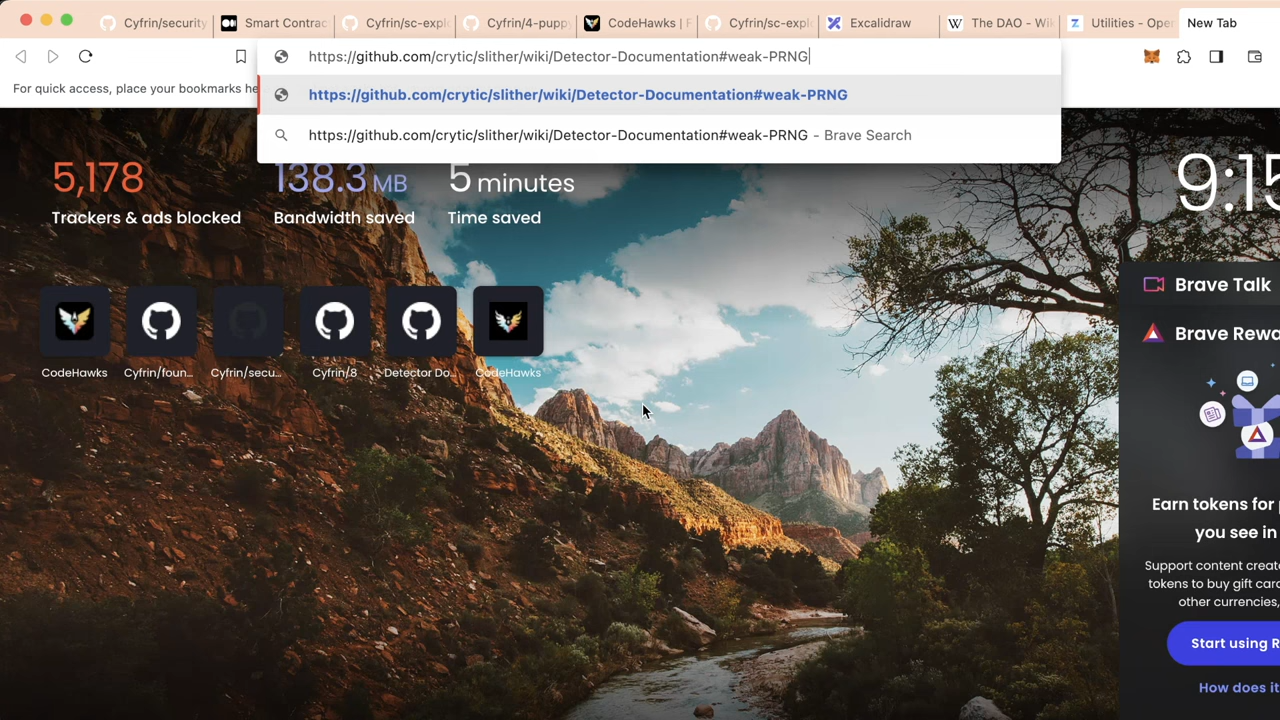 Cyfrin/security
Smart Contrac
Cyfrin/sc-explo
Cyfrin/4-puppy
CodeHawks | F
Cyfrin/sc-explo
Excalidraw
The DAO - Wik
Utilities - Open
New Tab
https://github.com/crytic/slither/wiki/Detector-Documentation#weak-PRNG
For quick access, place your bookmarks he
https://github.com/crytic/slither/wiki/Detector-Documentation#weak-PRNG
https://github.com/crytic/slither/wiki/Detector-Documentation#weak-PRNG - Brave Search
5,178
138.3 MB
5 minutes
Trackers & ads blocked
Bandwidth saved
Time saved
9:15
Brave Talk
Brave Rewa
CodeHawks
Cyfrin/foun...
Cyfrin/secu...
Cyfrin/8
Detector Do...
CodeHawks
Earn tokens for p
you see in
Support content create
tokens to buy gift card
other currencies,
Start using R
How does it